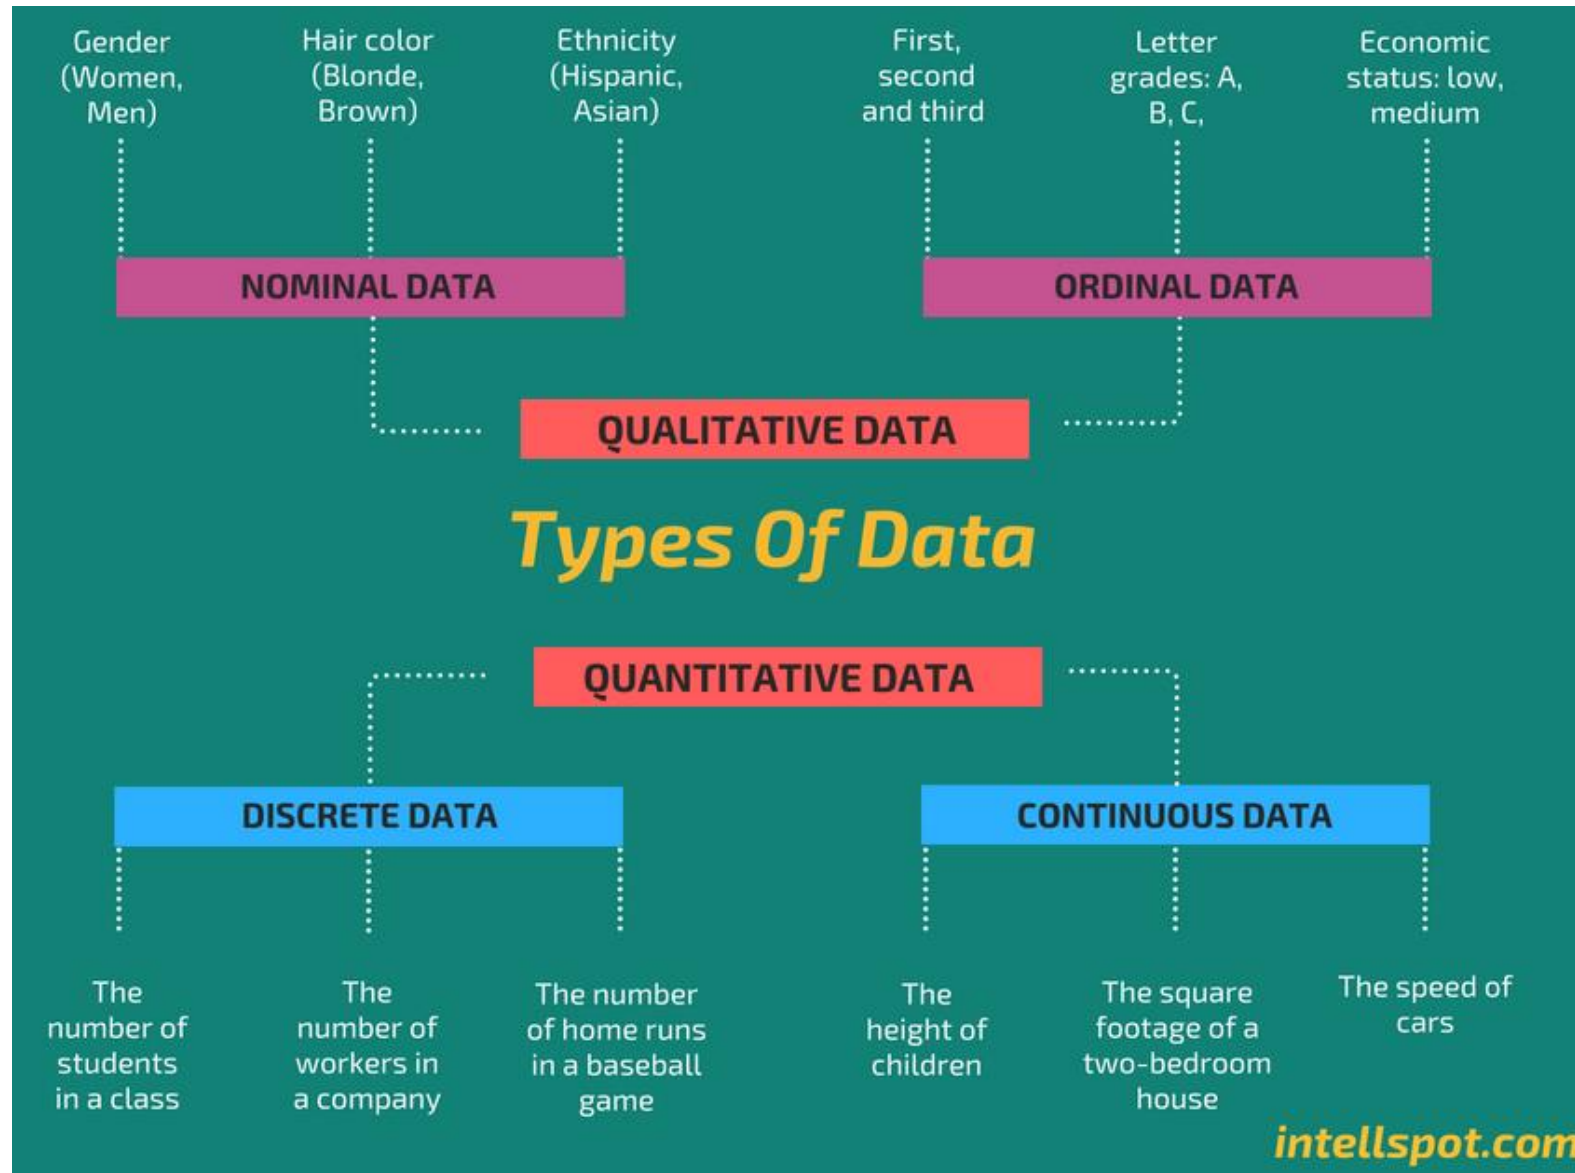 Gender
(Women,
Men)
Hair color
(Blonde,
Brown)
Ethnicity
(Hispanic,
Asian)
First,
second
and third
Letter
grades: A,
B, C,
Economic
status: low,
medium
NOMINAL DATA
ORDINAL DATA
QUALITATIVE DATA
Types Of Data
QUANTITATIVE DATA
DISCRETE DATA
CONTINUOUS DATA
The
number of
students
in a class
The
number of
workers in
a company
The number
of home runs
in a baseball
game
The
height of
children
The square
footage of a
two-bedroom
house
The speed of
cars
intellspot.com